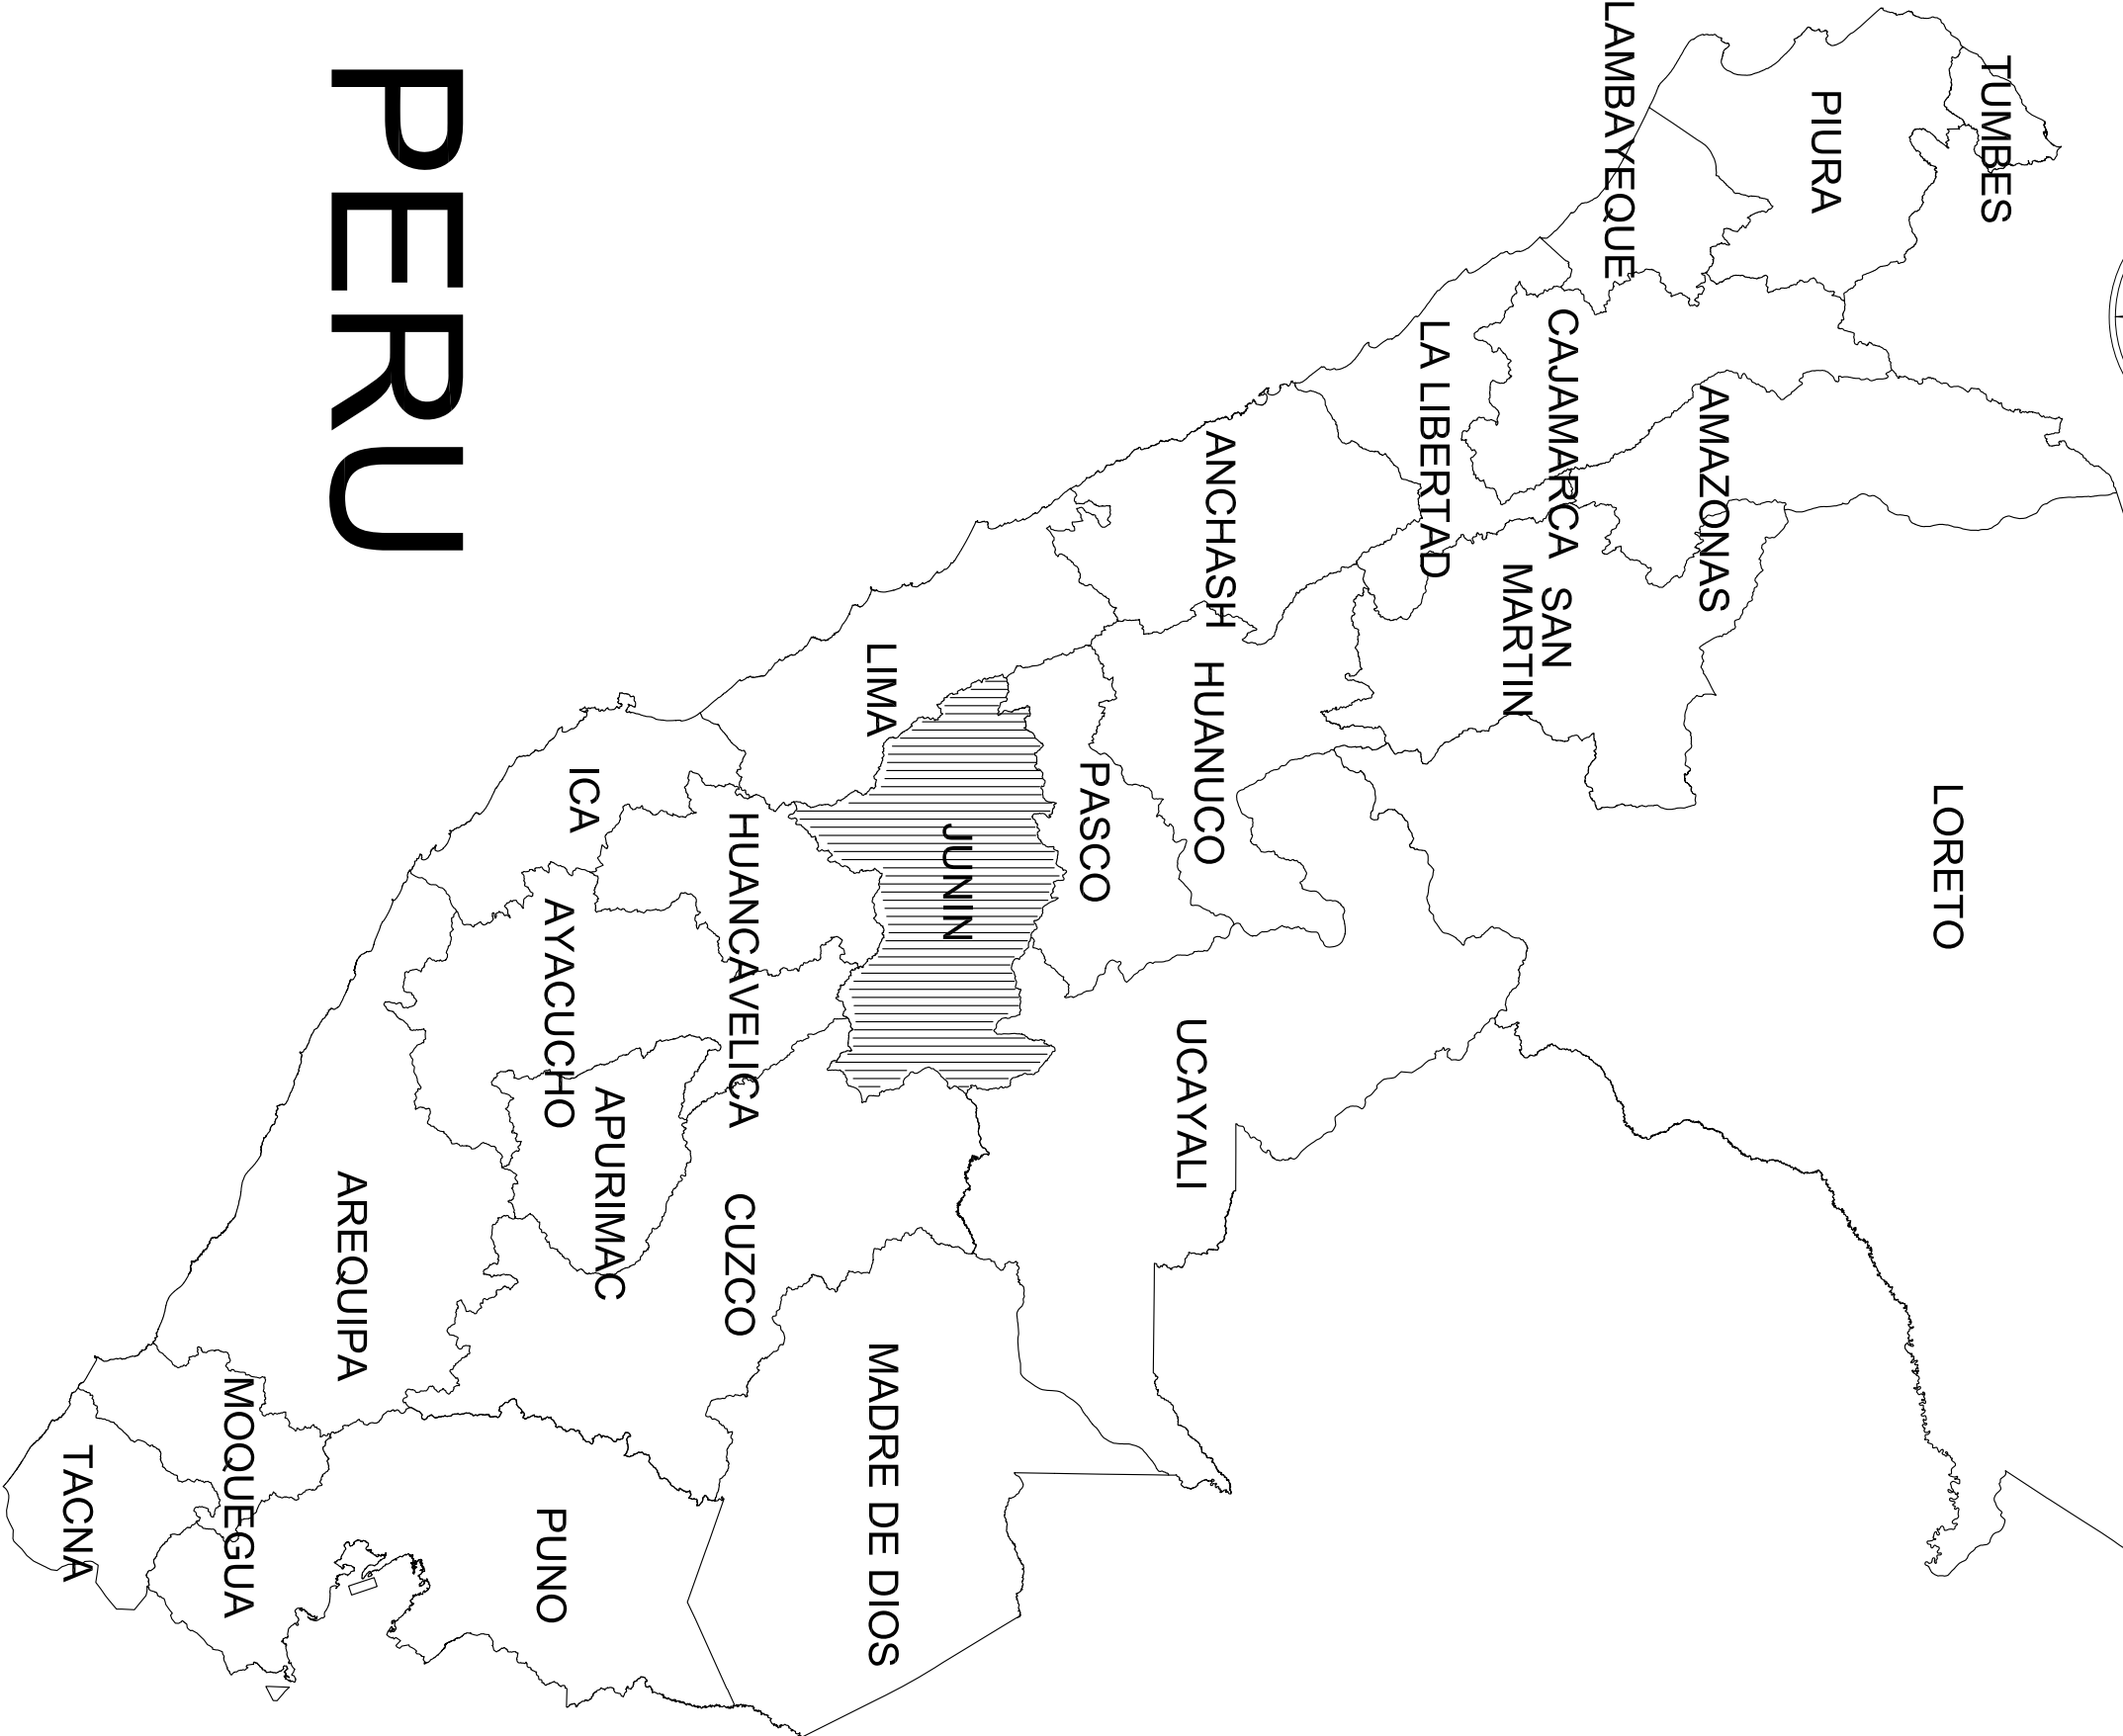 TUMBES
LORETO
PIURA
AMAZONAS
LAMBAYEQUE
CAJAMARCA
SAN
MARTIN
LA LIBERTAD
ANCHASH
HUANUCO
UCAYALI
PASCO
JUNIN
LIMA
MADRE DE DIOS
HUANCAVELICA
CUZCO
ICA
APURIMAC
AYACUCHO
PUNO
PERU
AREQUIPA
MOQUEGUA
TACNA